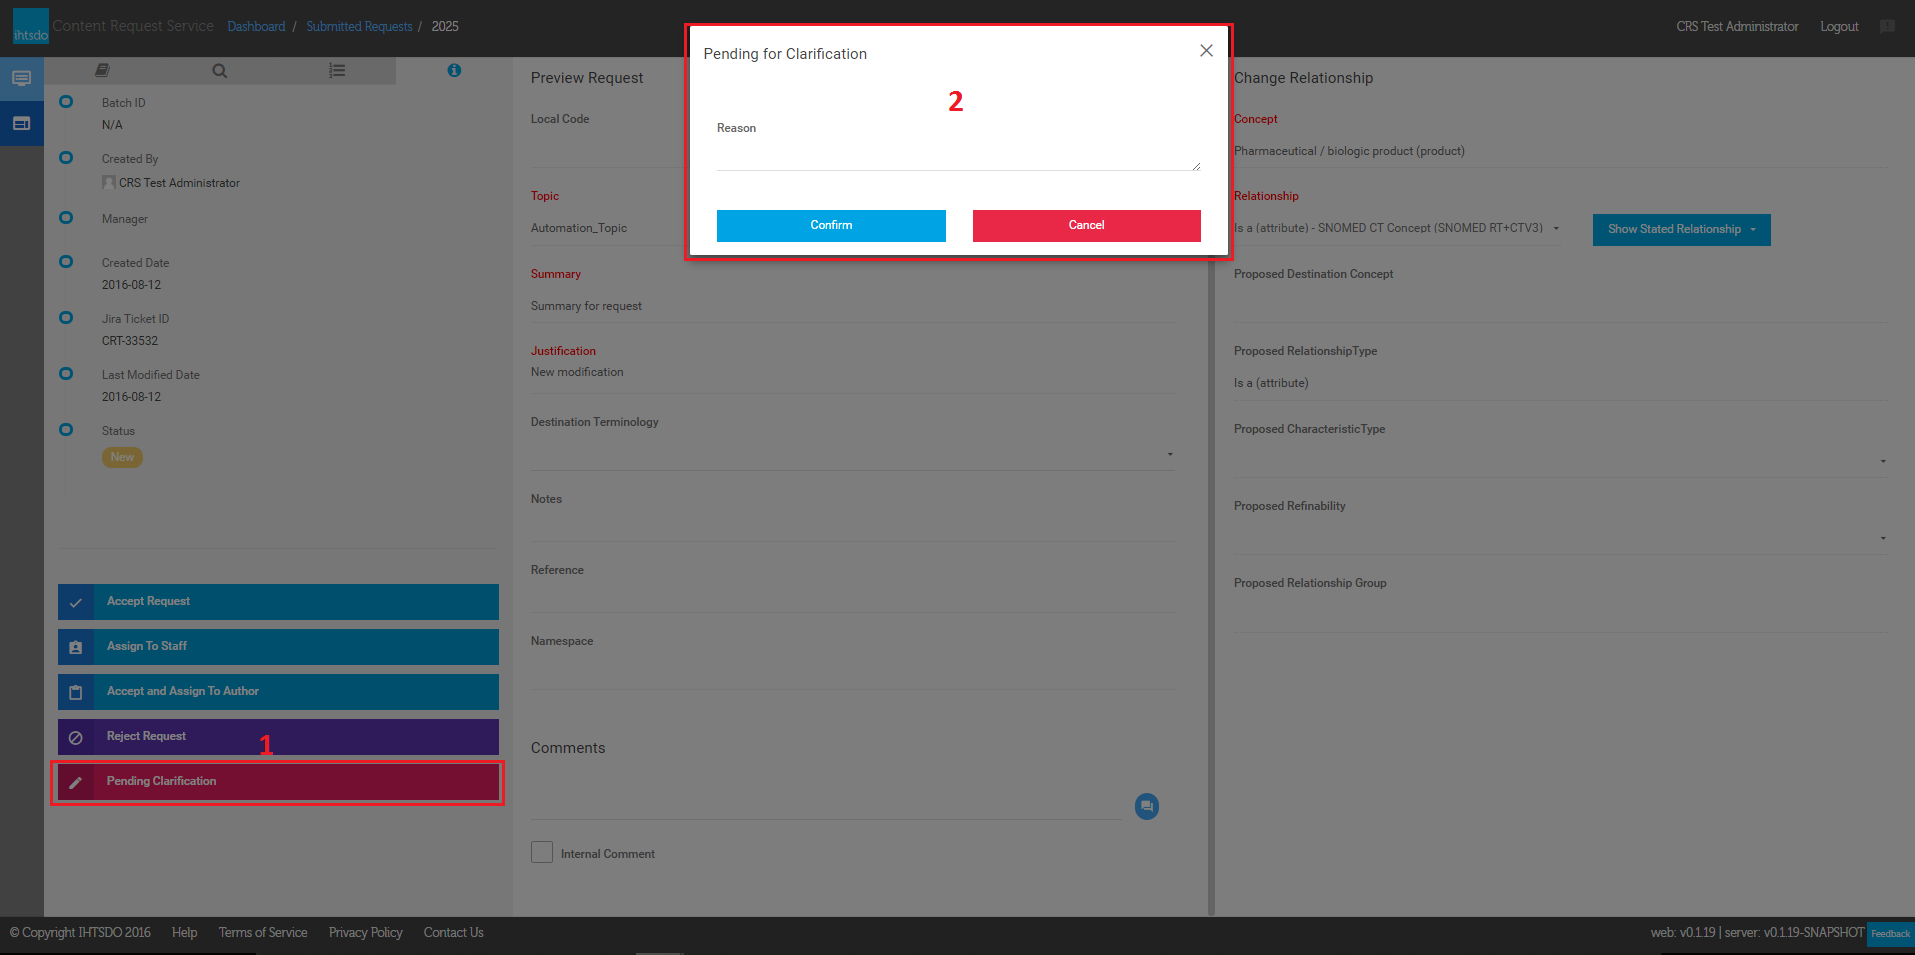 ihtsdo
Content Request Service
Dashboard / Submitted Requests / 2025
CRS Test Administrator
Logout
Pending for Clarification
2
Reason
Confirm
Cancel
Batch ID
N/A
Created By
CRS Test Administrator
Manager
Created Date
2016-08-12
Jira Ticket ID
CRT-33532
Last Modified Date
2016-08-12
Status
New
Accept Request
Assign To Staff
Accept and Assign To Author
Reject Request
1
Pending Clarification
Preview Request
Local Code
Topic
Automation_Topic
Summary
Summary for request
Justification
New modification
Destination Terminology
Notes
Reference
Namespace
Comments
Internal Comment
Change Relationship
Concept
Pharmaceutical / biologic product (product)
Relationship
Is a (attribute) - SNOMED CT Concept (SNOMED RT+CTV3)
Show Stated Relationship
Proposed Destination Concept
Proposed RelationshipType
Is a (attribute)
Proposed CharacteristicType
Proposed Refinability
Proposed Relationship Group
© Copyright IHTSDO 2016
Help
Terms of Service
Privacy Policy
Contact Us
web: v0.1.19 | server: v0.1.19-SNAPSHOT
Feedback